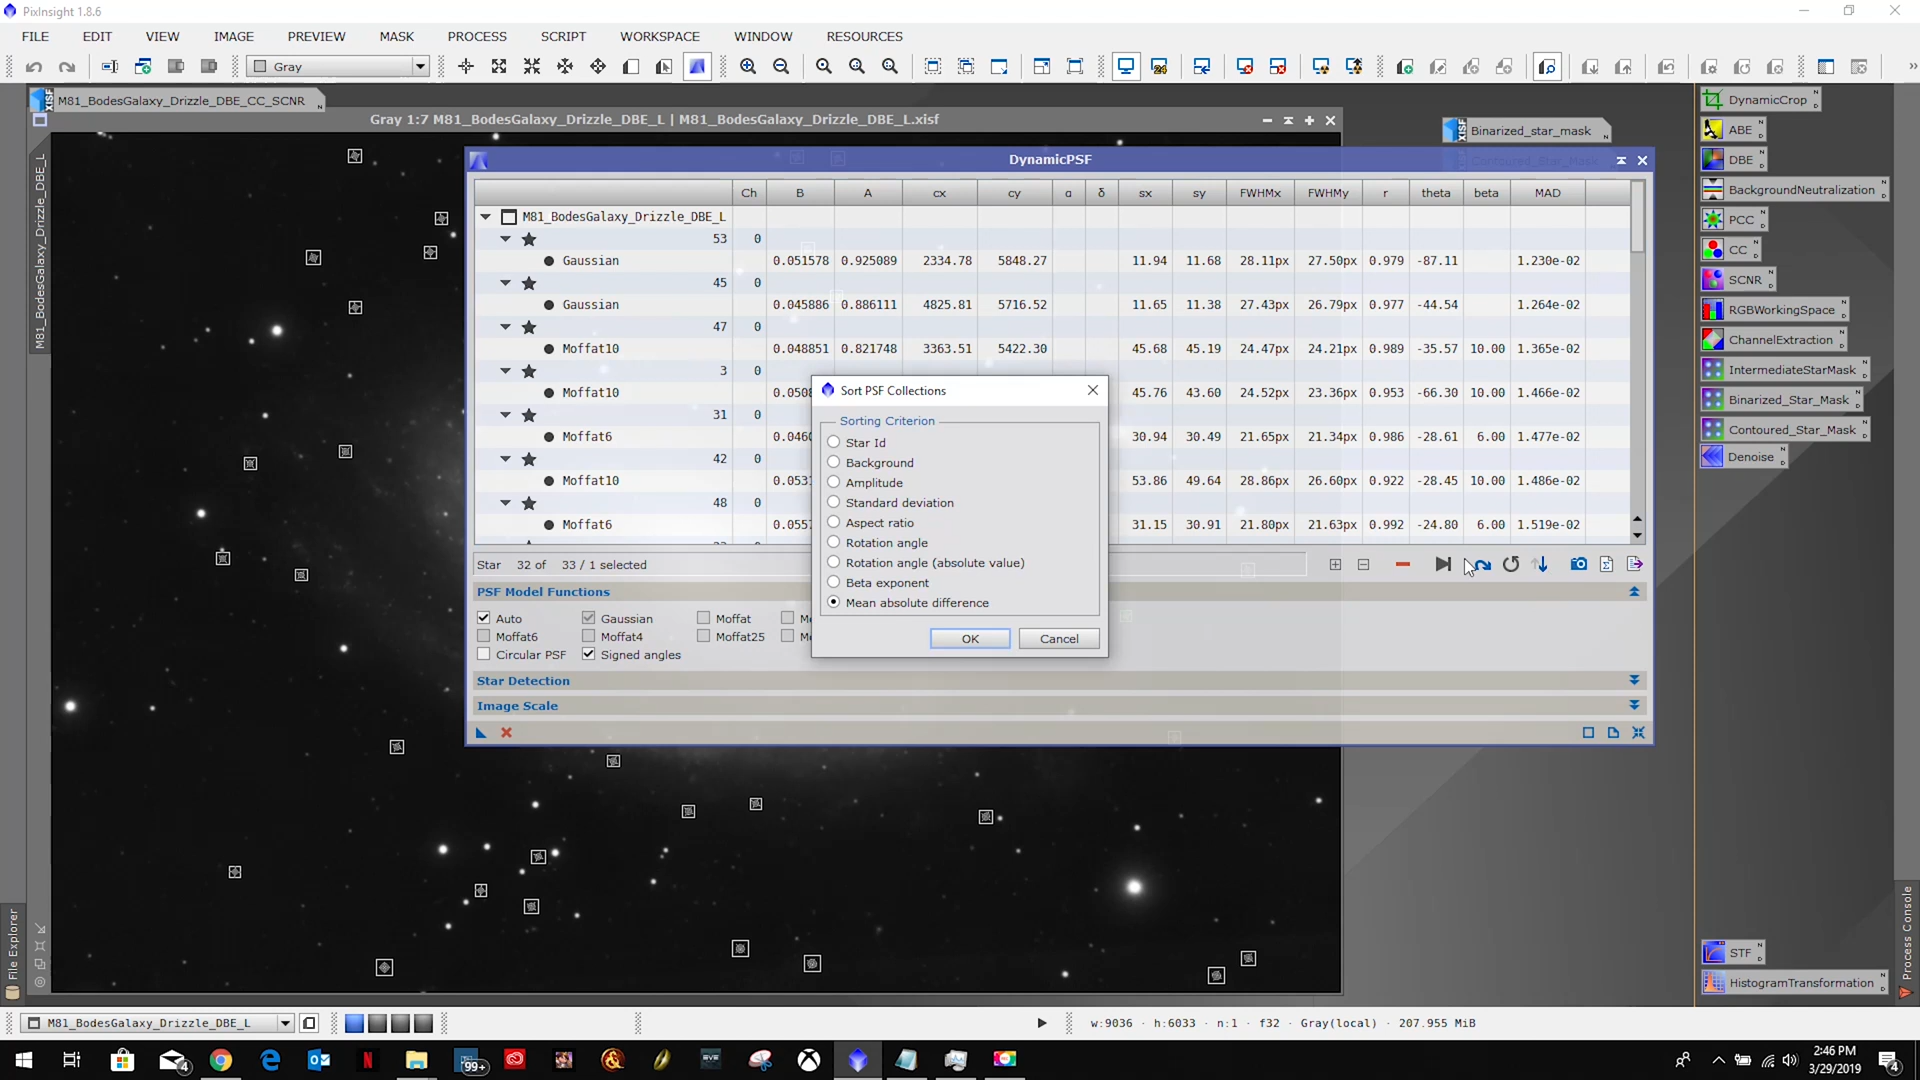 PixInsight 1.8.6
FILE EDIT VIEW IMAGE PREVIEW MASK PROCESS SCRIPT WORKSPACE WINDOW RESOURCES
Gray
M81_BodesGalaxy_Drizzle_DBE_CC_SCNR
Gray 1:7 M81_BodesGalaxy_Drizzle_DBE_L | M81_BodesGalaxy_Drizzle_DBE_L.xisf
M81_BodesGalaxy_Drizzle_DBE_L
Binarized_star_mask
Contoured_Star_Mask
DynamicPSF
Ch B A cx cy α δ sx sy FWHMx FWHMy r theta beta MAD
M81_BodesGalaxy_Drizzle_DBE_L
53 0
Gaussian 0.051578 0.925089 2334.78 5848.27 11.94 11.68 28.11px 27.50px 0.979 -87.11 1.230e-02
45 0
Gaussian 0.045886 0.886111 4825.81 5716.52 11.65 11.38 27.43px 26.79px 0.977 -44.54 1.264e-02
47 0
Moffat10 0.048851 0.821748 3363.51 5422.30 45.68 45.19 24.47px 24.21px 0.989 -35.57 10.00 1.365e-02
3 0
Moffat10 45.76 43.60 24.52px 23.36px 0.953 -66.30 10.00 1.466e-02
31 0
Moffat6 30.94 30.49 21.65px 21.34px 0.986 -28.61 6.00 1.477e-02
42 0
Moffat10 53.86 49.64 28.86px 26.60px 0.922 -28.45 10.00 1.486e-02
48 0
Moffat6 31.15 30.91 21.80px 21.63px 0.992 -24.80 6.00 1.519e-02
Star 32 of 33 / 1 selected
PSF Model Functions
Auto Gaussian Moffat
Moffat6 Moffat4 Moffat25
Circular PSF Signed angles
Star Detection
Image Scale
Sort PSF Collections
Sorting Criterion
Star Id
Background
Amplitude
Standard deviation
Aspect ratio
Rotation angle
Rotation angle (absolute value)
Beta exponent
Mean absolute difference
OK Cancel
DynamicCrop
ABE
DBE
BackgroundNeutralization
PCC
CC
SCNR
RGBWorkingSpace
ChannelExtraction
IntermediateStarMask
Binarized_Star_Mask
Contoured_Star_Mask
Denoise
STF
HistogramTransformation
File Explorer
Process Console
M81_BodesGalaxy_Drizzle_DBE_L
w:9036 · h:6033 · n:1 · f32 · Gray(local) · 207.955 MiB
4
99+
2:46 PM
3/29/2019
4